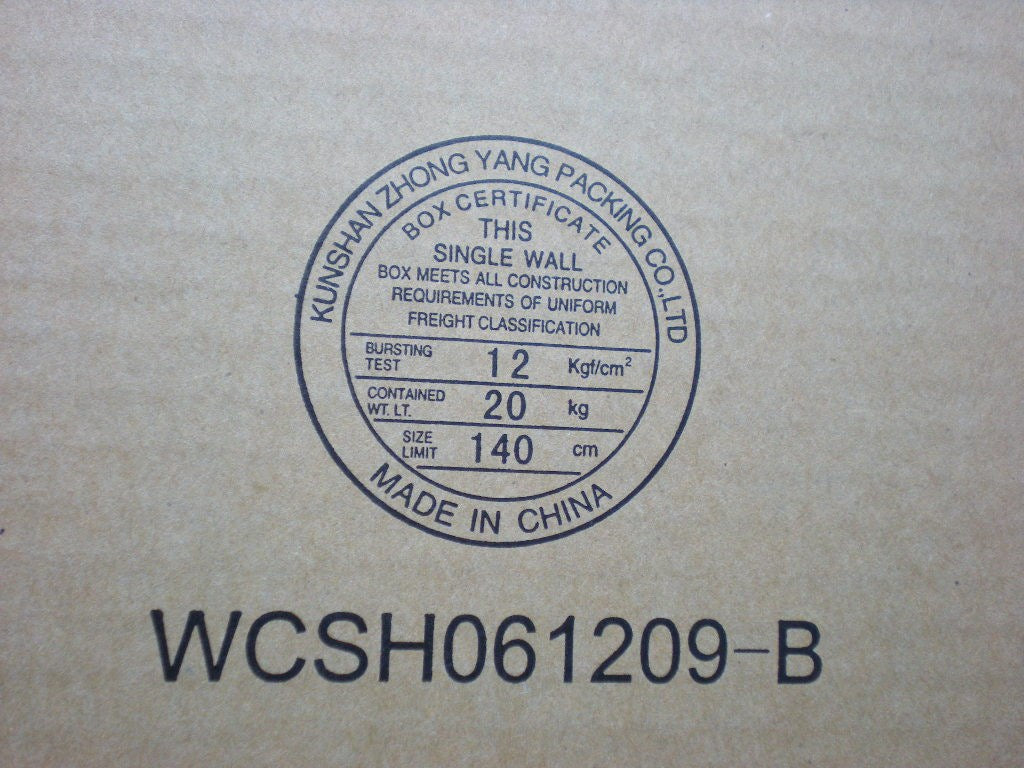 KUNSHAN ZHONG YANG PACKING CO.,LTD
BOX CERTIFICATE
THIS
SINGLE WALL
BOX MEETS ALL CONSTRUCTION
REQUIREMENTS OF UNIFORM
FREIGHT CLASSIFICATION
BURSTING TEST 12 Kgf/cm²
CONTAINED WT. LT. 20 kg
SIZE LIMIT 140 cm
MADE IN CHINA
WCSH061209-B